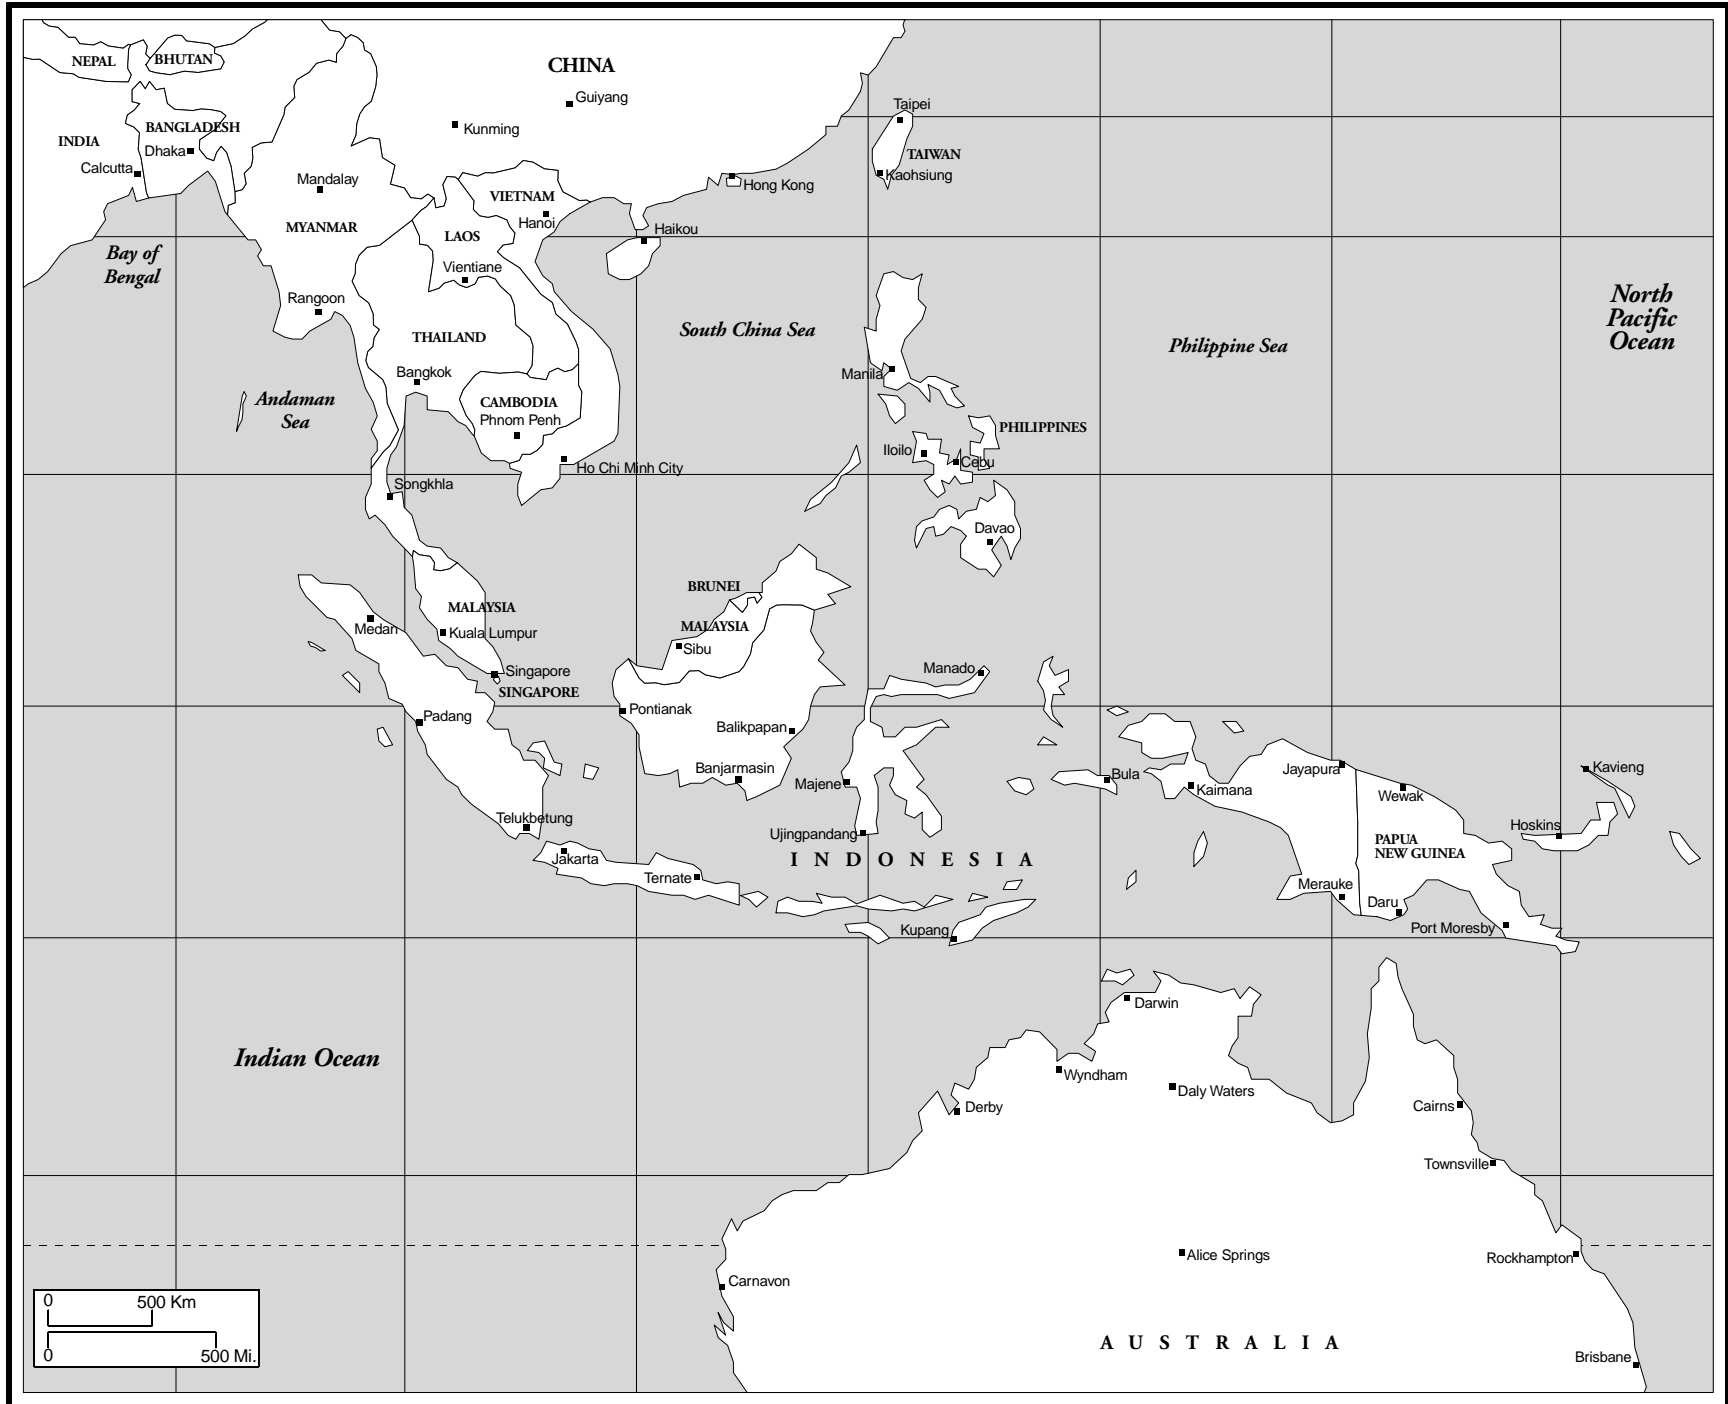 CHINA
NEPAL
BHUTAN
Guiyang
Taipei
Kunming
BANGLADESH
INDIA
Dhaka
TAIWAN
Calcutta
Kaohsiung
Mandalay
Hong Kong
VIETNAM
MYANMAR
Hanoi
LAOS
Haikou
Bay of
Bengal
Vientiane
Rangoon
North
Pacific
Ocean
South China Sea
THAILAND
Philippine Sea
Bangkok
Manila
Andaman
Sea
CAMBODIA
Phnom Penh
PHILIPPINES
Iloilo
Cebu
Ho Chi Minh City
Songkhla
Davao
BRUNEI
MALAYSIA
MALAYSIA
Medan
Kuala Lumpur
Sibu
Singapore
SINGAPORE
Manado
Pontianak
Padang
Balikpapan
Banjarmasin
Majene
Bula
Kaimana
Jayapura
Wewak
Kavieng
Telukbetung
Ujingpandang
Hoskins
PAPUA
NEW GUINEA
Jakarta
INDONESIA
Ternate
Merauke
Daru
Kupang
Port Moresby
Darwin
Indian Ocean
Wyndham
Daly Waters
Derby
Cairns
Townsville
Alice Springs
Rockhampton
Carnavon
0 500 Km
0 500 Mi.
AUSTRALIA
Brisbane